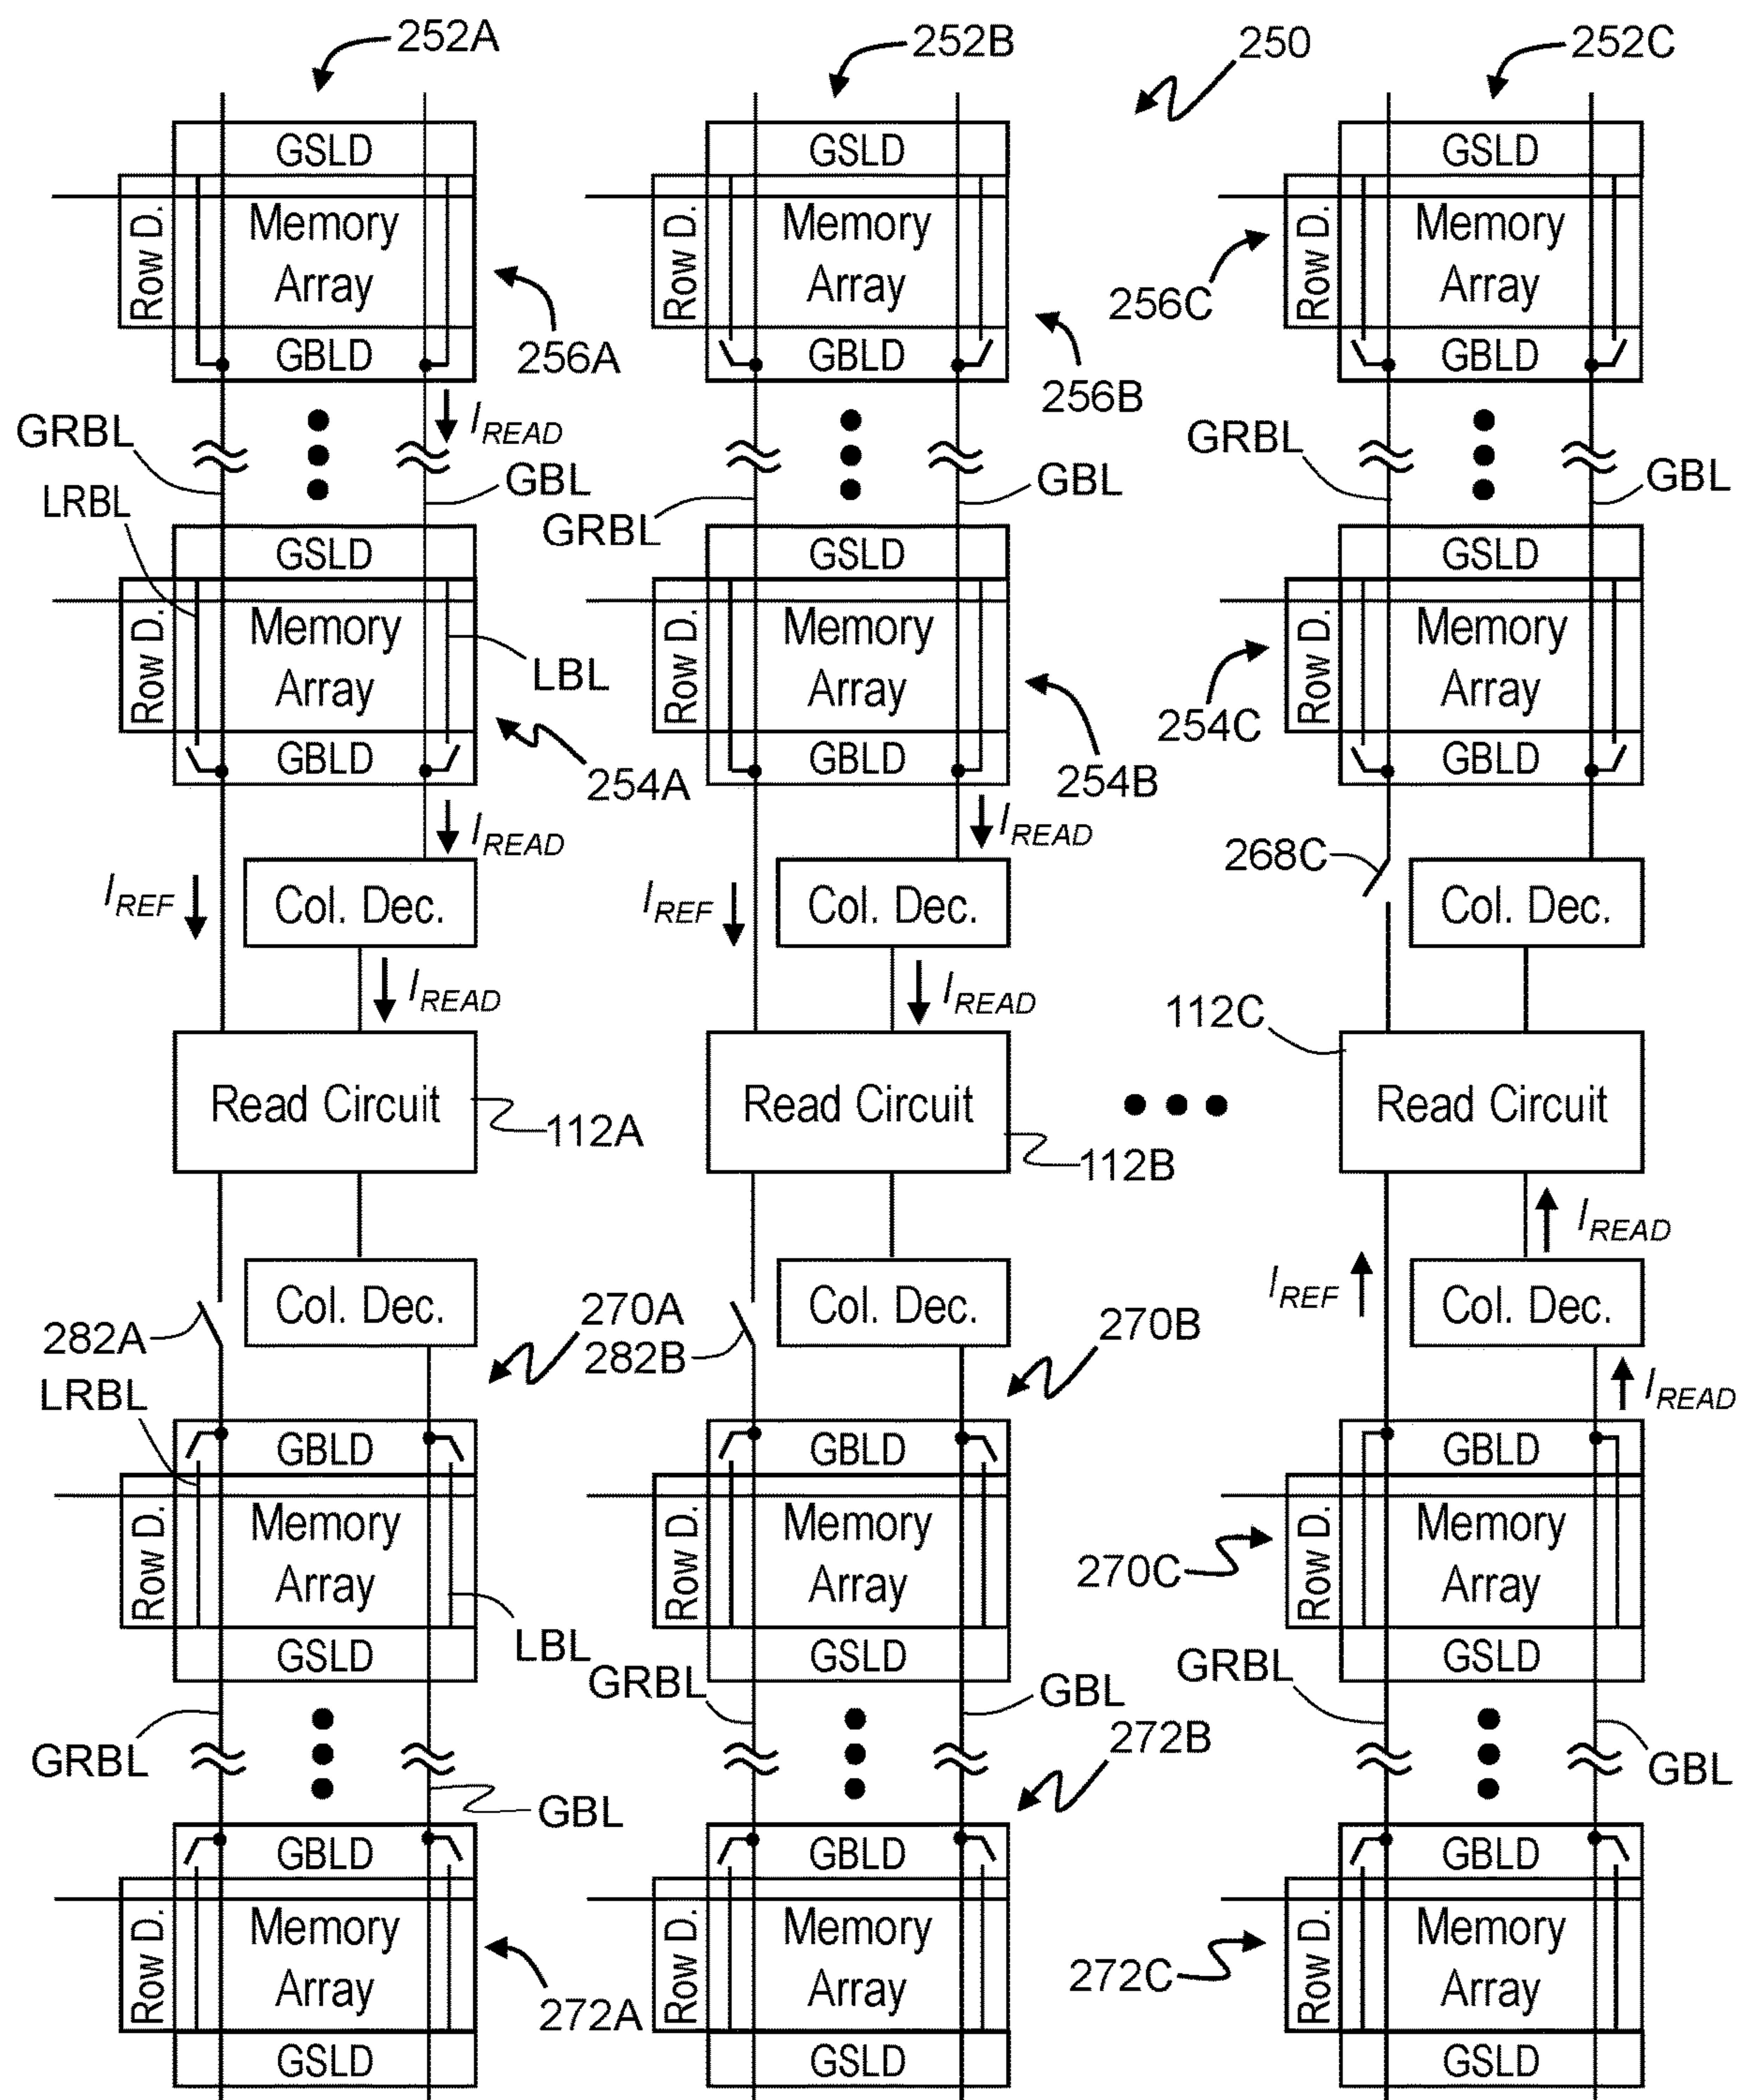 252A
252B
250
252C
GSLD
GSLD
GSLD
Row D.
Memory
Array
Row D.
Memory
Array
256C
Row D.
Memory
Array
GBLD
256A
GBLD
256B
GBLD
GRBL
IREAD
GRBL
LRBL
GBL
GRBL
GBL
GBL
GSLD
GSLD
GSLD
Row D.
Memory
Array
LBL
Row D.
Memory
Array
254C
Row D.
Memory
Array
GBLD
254A
GBLD
254B
GBLD
IREAD
IREAD
268C
IREF
Col. Dec.
IREF
Col. Dec.
Col. Dec.
IREAD
IREAD
112C
Read Circuit
112A
Read Circuit
112B
Read Circuit
IREAD
282A
Col. Dec.
270A
282B
Col. Dec.
270B
IREF
Col. Dec.
LRBL
IREAD
GBLD
GBLD
GBLD
Row D.
Memory
Array
LBL
Row D.
Memory
Array
270C
Row D.
Memory
Array
GSLD
GSLD
GSLD
GRBL
GRBL
GBL
GRBL
272B
GBL
GBL
GBLD
GBLD
GBLD
Row D.
Memory
Array
272A
Row D.
Memory
Array
272C
Row D.
Memory
Array
GSLD
GSLD
GSLD